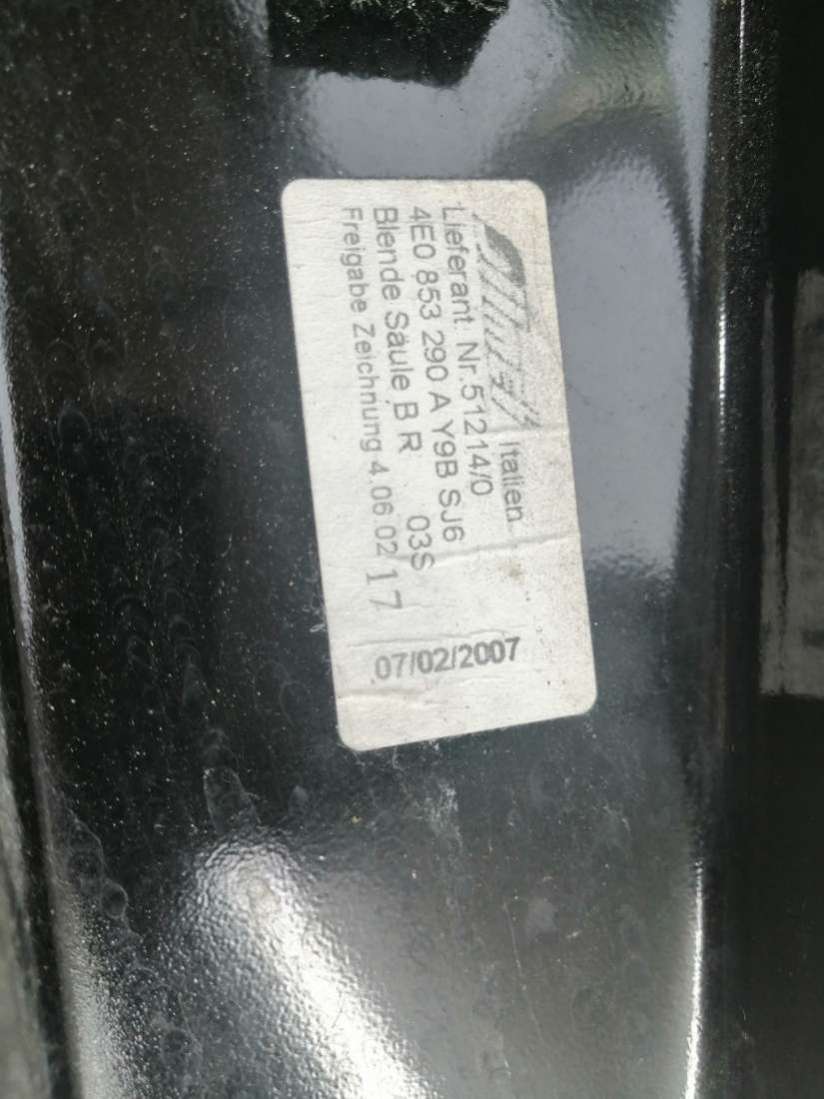 Italien
Lieferant. Nr.51214/0
4E0 853 290 A Y9B SJ6
Blende Säule B R 03S
Freigabe Zeichnung 4.06.02 17
07/02/2007